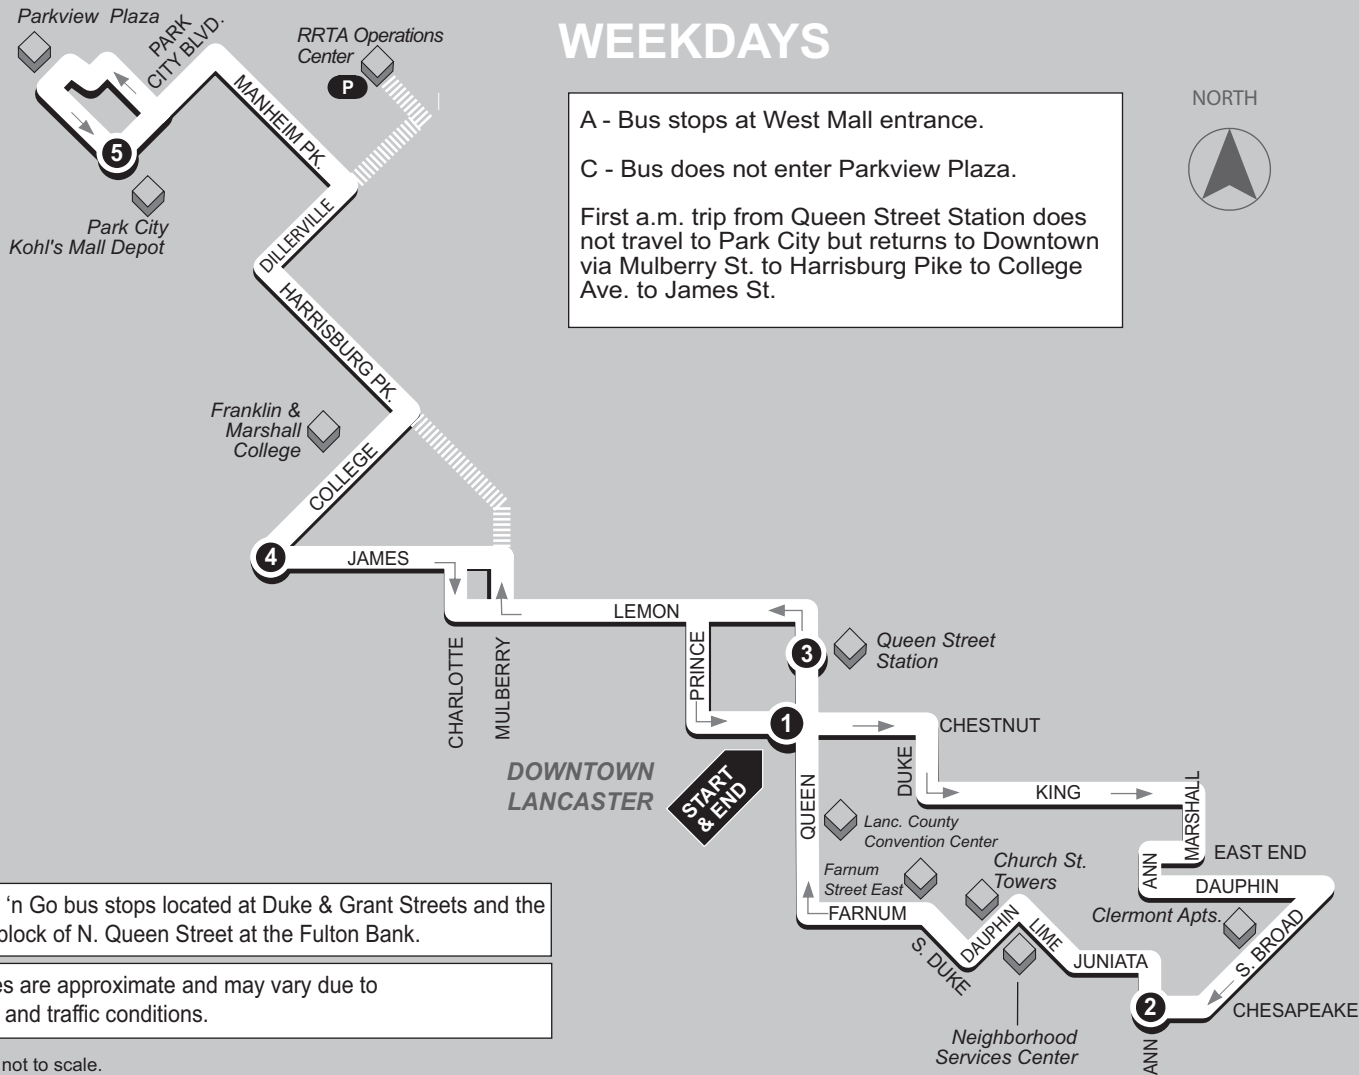 Parkview Plaza
PARK
CITY BLVD.
RRTA Operations
Center
P
WEEKDAYS
NORTH
A - Bus stops at West Mall entrance.
C - Bus does not enter Parkview Plaza.
First a.m. trip from Queen Street Station does
not travel to Park City but returns to Downtown
via Mulberry St. to Harrisburg Pike to College
Ave. to James St.
MANHEIM PK.
5
Park City
Kohl's Mall Depot
DILLERVILLE
HARRISBURG PK.
Franklin &
Marshall
College
COLLEGE
4
JAMES
LEMON
CHARLOTTE
MULBERRY
PRINCE
3
Queen Street
Station
1
CHESTNUT
DOWNTOWN
LANCASTER
START
& END
QUEEN
DUKE
KING
MARSHALL
Lanc. County
Convention Center
EAST END
ANN
DAUPHIN
Farnum
Street East
Church St.
Towers
Clermont Apts.
FARNUM
S. DUKE
DAUPHIN
LIME
JUNIATA
S. BROAD
2
CHESAPEAKE
ANN
Neighborhood
Services Center
'n Go bus stops located at Duke & Grant Streets and the
block of N. Queen Street at the Fulton Bank.
es are approximate and may vary due to
and traffic conditions.
not to scale.